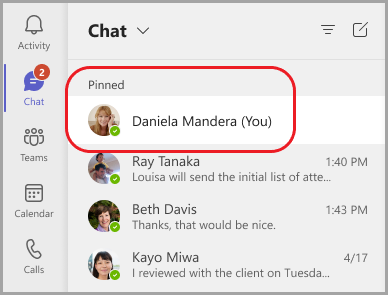 Activity
2
Chat
Teams
Calendar
Calls
Chat
Pinned
Daniela Mandera (You)
Ray Tanaka 1:40 PM
Louisa will send the initial list of atte...
Beth Davis 1:43 PM
Thanks, that would be nice.
Kayo Miwa 4/17
I reviewed with the client on Tuesda...